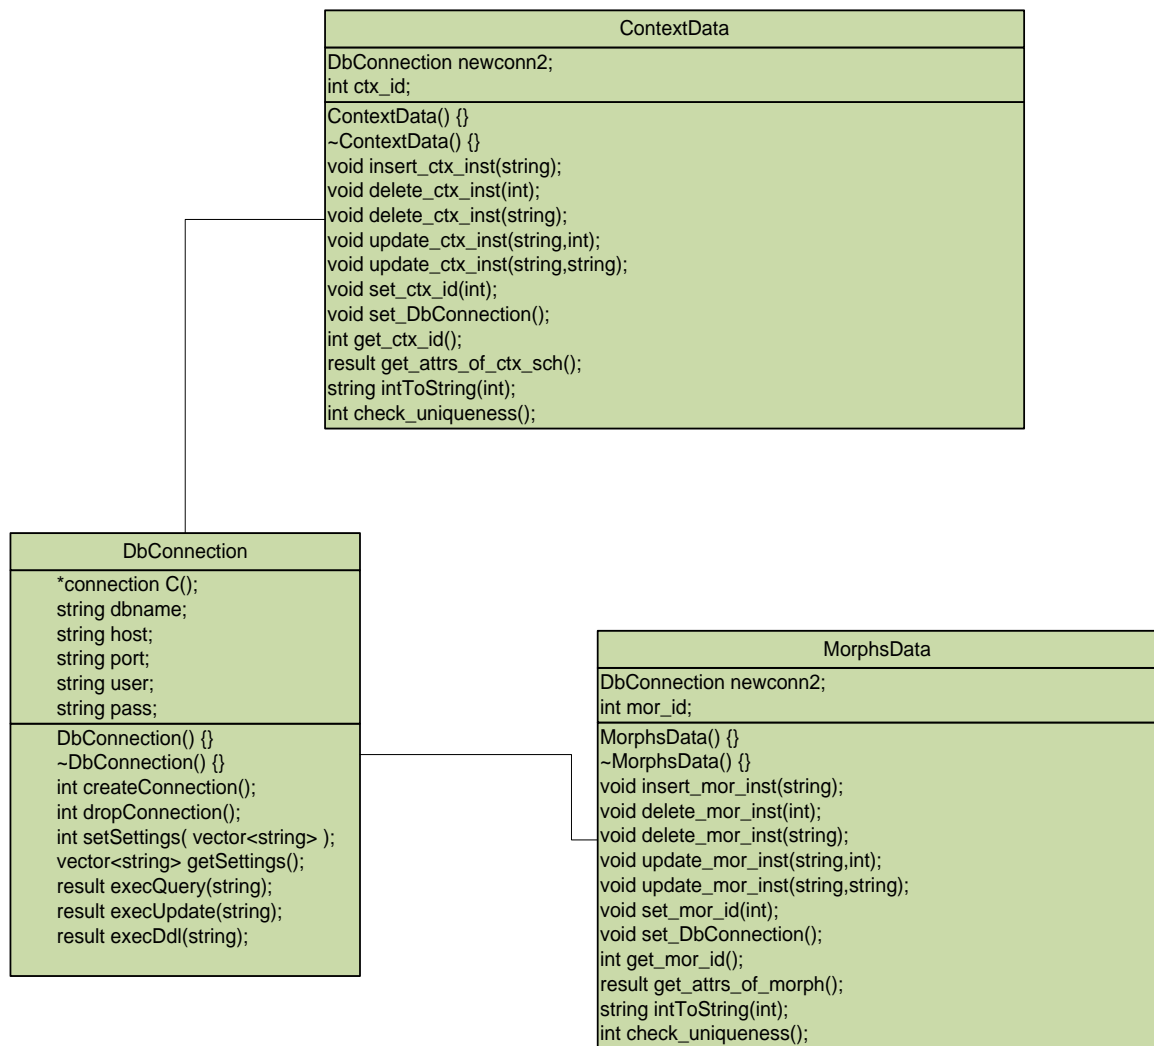 ContextData
DbConnection newconn2;
int ctx_id;
ContextData() {}
~ContextData() {}
void insert_ctx_inst(string);
void delete_ctx_inst(int);
void delete_ctx_inst(string);
void update_ctx_inst(string,int);
void update_ctx_inst(string,string);
void set_ctx_id(int);
void set_DbConnection();
int get_ctx_id();
result get_attrs_of_ctx_sch();
string intToString(int);
int check_uniqueness();
DbConnection
*connection C();
string dbname;
string host;
string port;
string user;
string pass;
DbConnection() {}
~DbConnection() {}
int createConnection();
int dropConnection();
int setSettings( vector<string> );
vector<string> getSettings();
result execQuery(string);
result execUpdate(string);
result execDdl(string);
MorphsData
DbConnection newconn2;
int mor_id;
MorphsData() {}
~MorphsData() {}
void insert_mor_inst(string);
void delete_mor_inst(int);
void delete_mor_inst(string);
void update_mor_inst(string,int);
void update_mor_inst(string,string);
void set_mor_id(int);
void set_DbConnection();
int get_mor_id();
result get_attrs_of_morph();
string intToString(int);
int check_uniqueness();